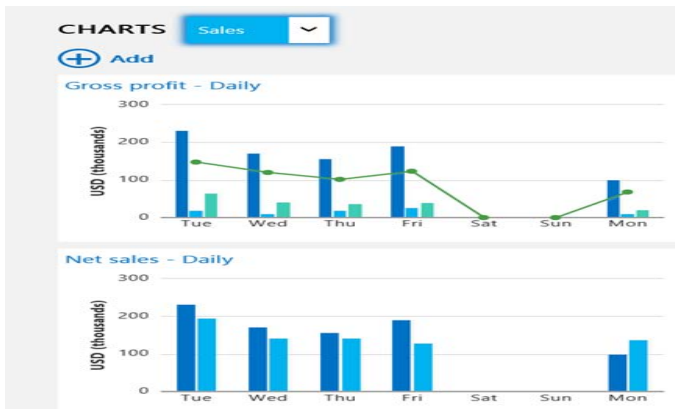 CHARTS Sales
Add
Gross profit - Daily
USD (thousands)
300
200
100
0
Tue Wed Thu Fri Sat Sun Mon
Net sales - Daily
USD (thousands)
300
200
100
0
Tue Wed Thu Fri Sat Sun Mon